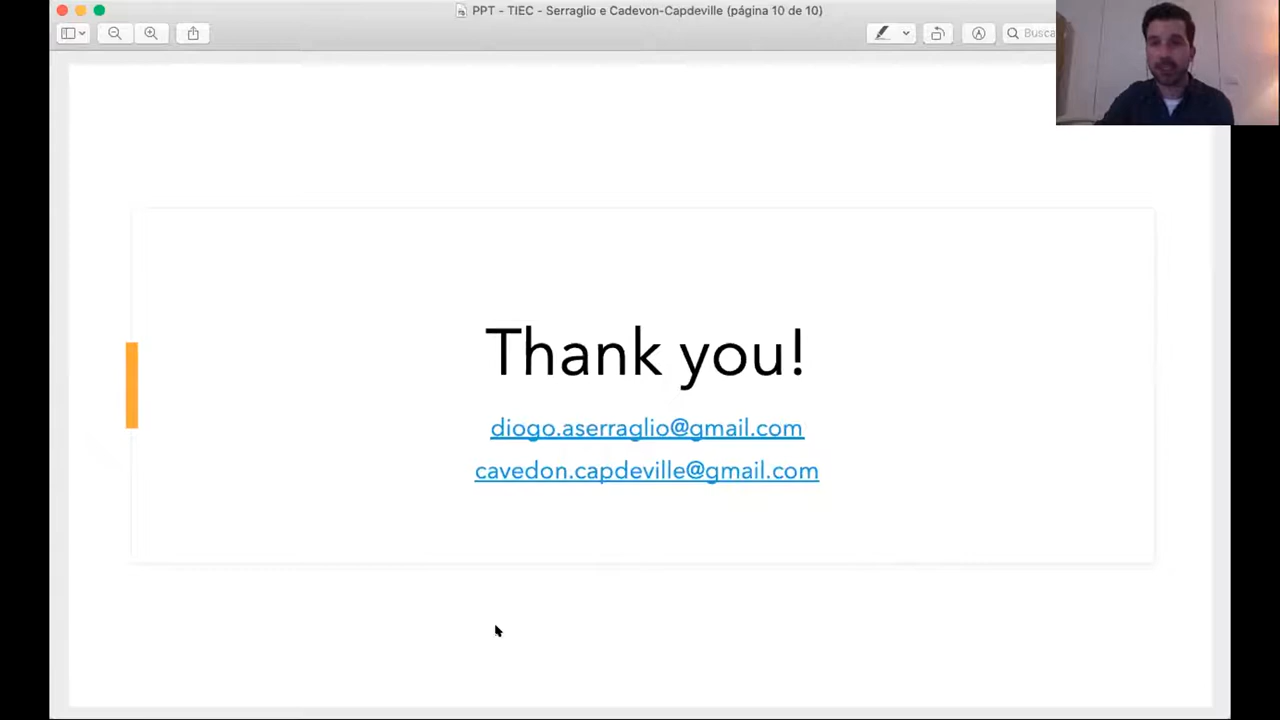 PPT - TIEC - Serraglio e Cadevon-Capdeville (página 10 de 10)
Busca
Thank you!
diogo.aserraglio@gmail.com
cavedon.capdeville@gmail.com